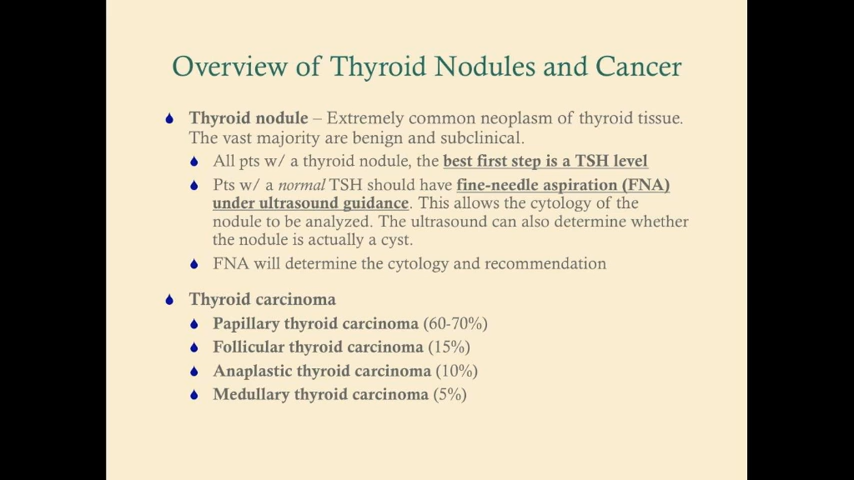 Overview of Thyroid Nodules and Cancer
Thyroid nodule – Extremely common neoplasm of thyroid tissue.
The vast majority are benign and subclinical.
All pts w/ a thyroid nodule, the best first step is a TSH level
Pts w/ a normal TSH should have fine-needle aspiration (FNA)
under ultrasound guidance. This allows the cytology of the
nodule to be analyzed. The ultrasound can also determine whether
the nodule is actually a cyst.
FNA will determine the cytology and recommendation
Thyroid carcinoma
Papillary thyroid carcinoma (60-70%)
Follicular thyroid carcinoma (15%)
Anaplastic thyroid carcinoma (10%)
Medullary thyroid carcinoma (5%)